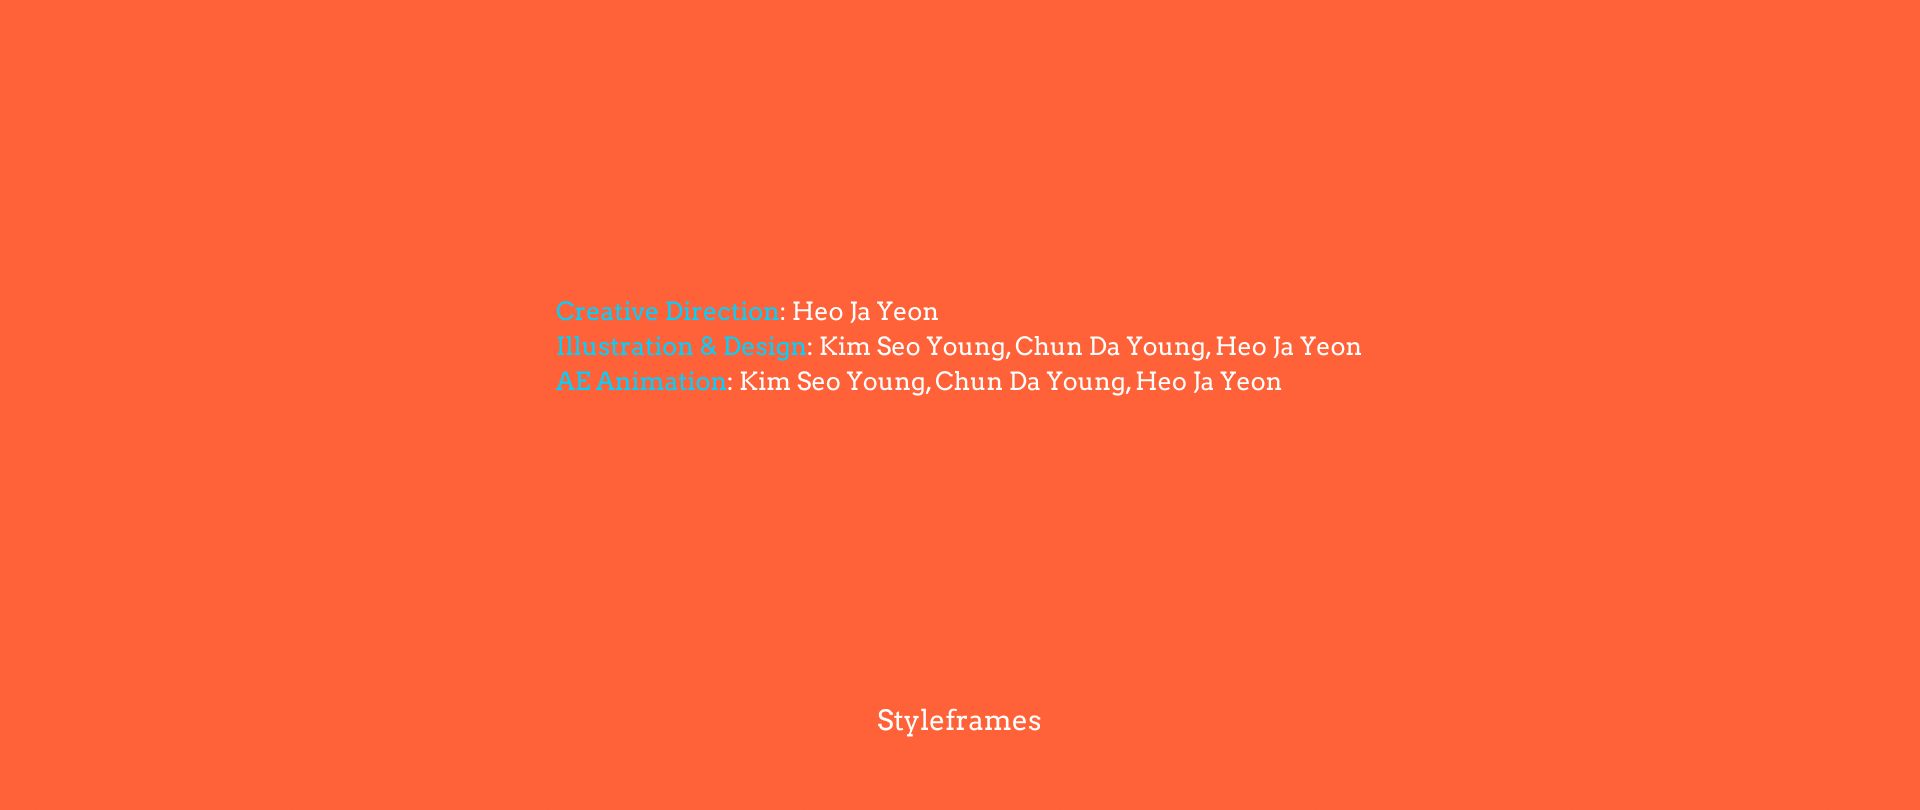 Creative Direction: Heo Ja Yeon
Illustration & Design: Kim Seo Young, Chun Da Young, Heo Ja Yeon
AE Animation: Kim Seo Young, Chun Da Young, Heo Ja Yeon
Styleframes